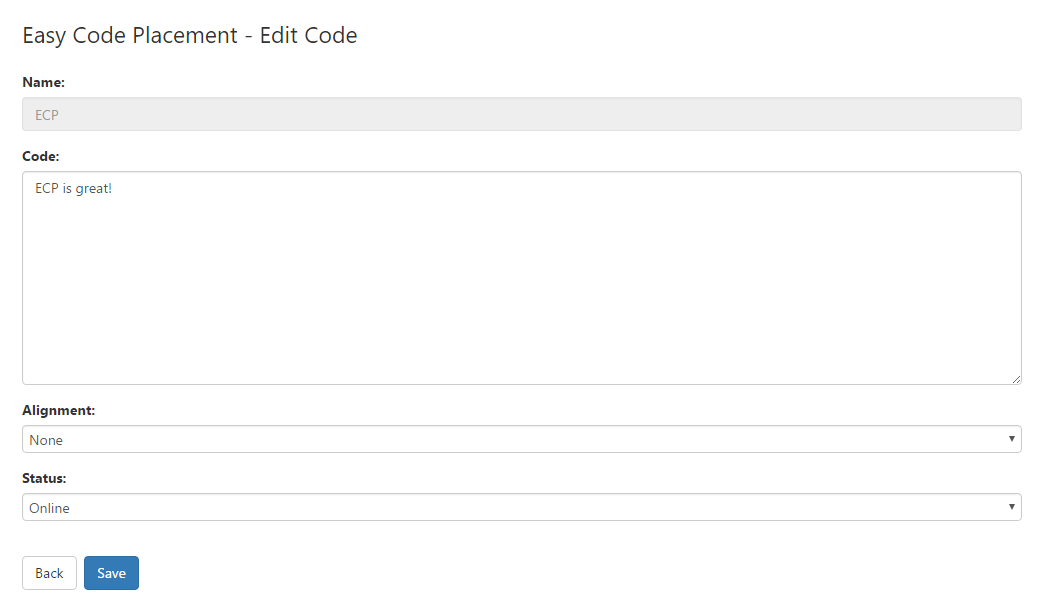 Easy Code Placement - Edit Code
Name:
ECP
Code:
ECP is great!
Alignment:
None
Status:
Online
Back Save